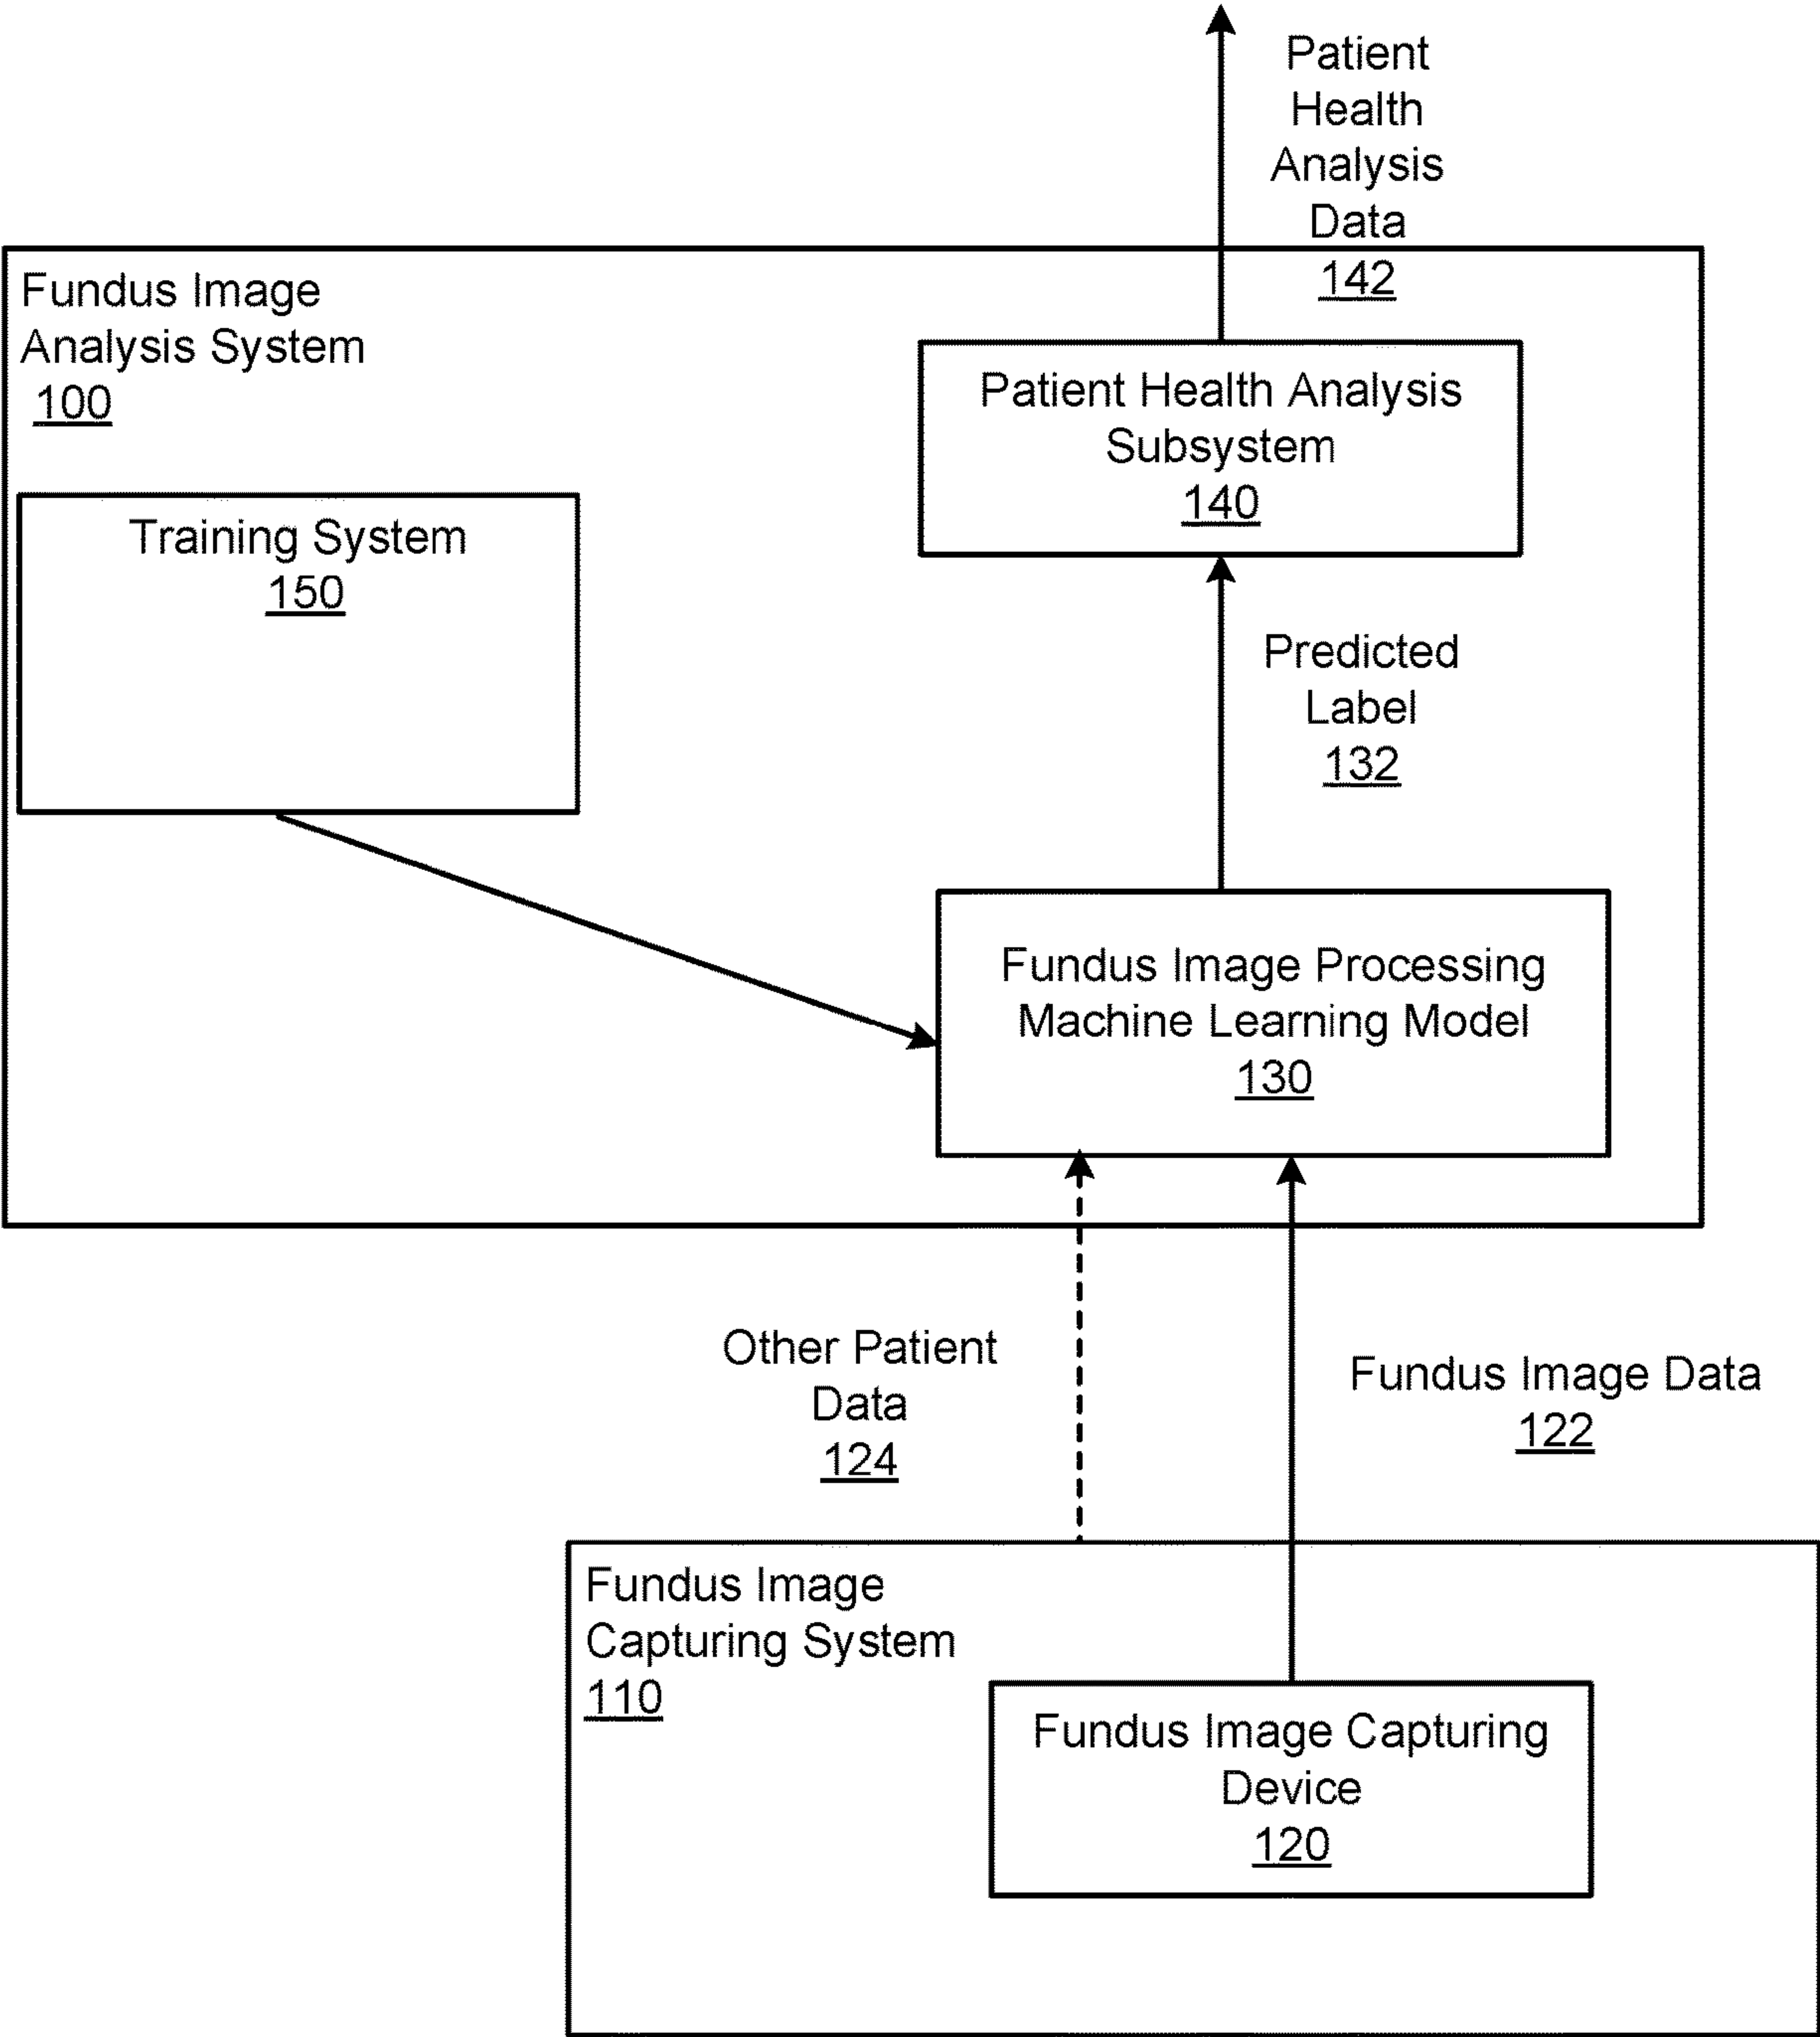 Patient
Health
Analysis
Data
142
Fundus Image
Analysis System
100
Patient Health Analysis
Subsystem
140
Training System
150
Predicted
Label
132
Fundus Image Processing
Machine Learning Model
130
Other Patient
Data
124
Fundus Image Data
122
Fundus Image
Capturing System
110
Fundus Image Capturing
Device
120